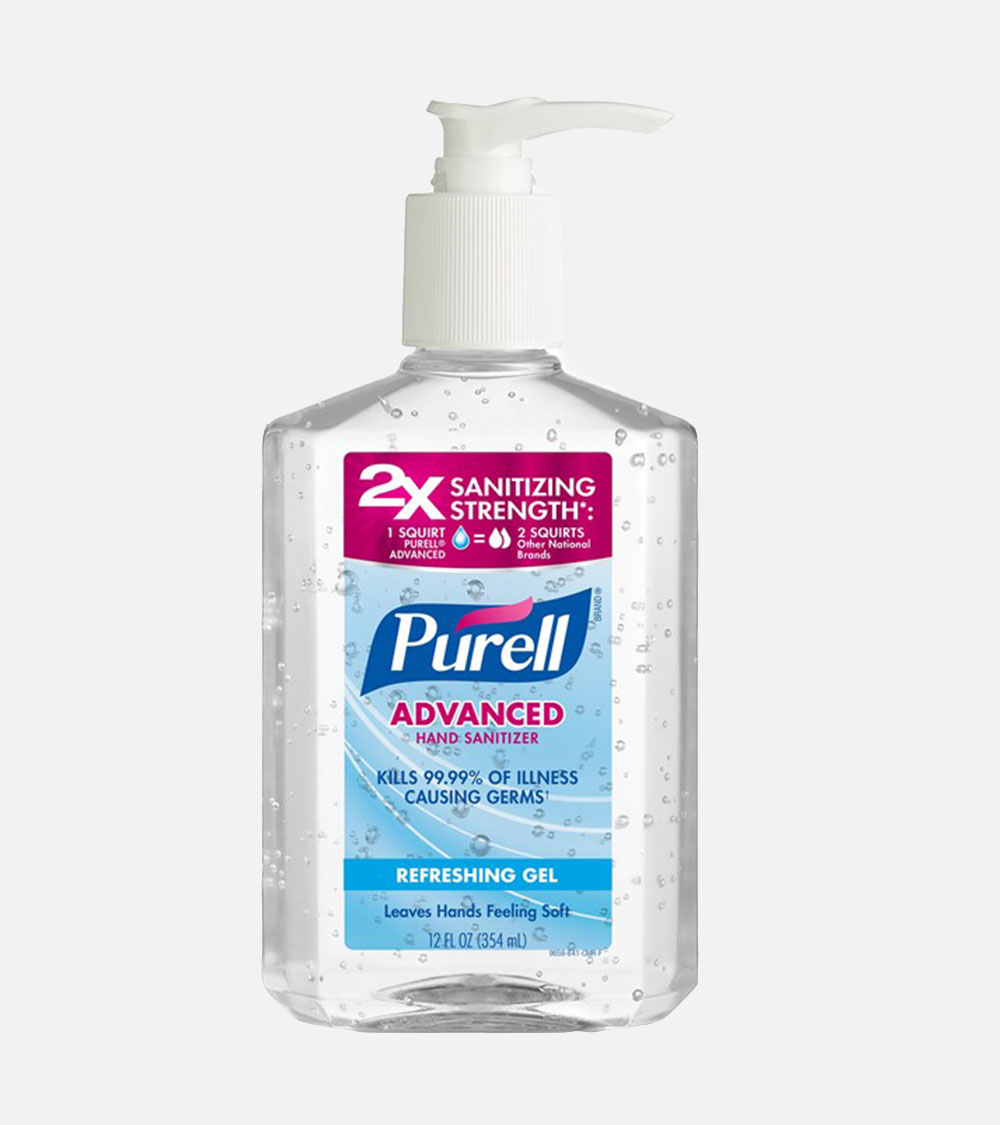 2X SANITIZING
STRENGTH*:
1 SQUIRT
PURELL®
ADVANCED
=
2 SQUIRTS
Other National
Brands
Purell
BRAND®
ADVANCED
HAND SANITIZER
KILLS 99.99% OF ILLNESS
CAUSING GERMS†
REFRESHING GEL
Leaves Hands Feeling Soft
12 FL OZ (354 mL)